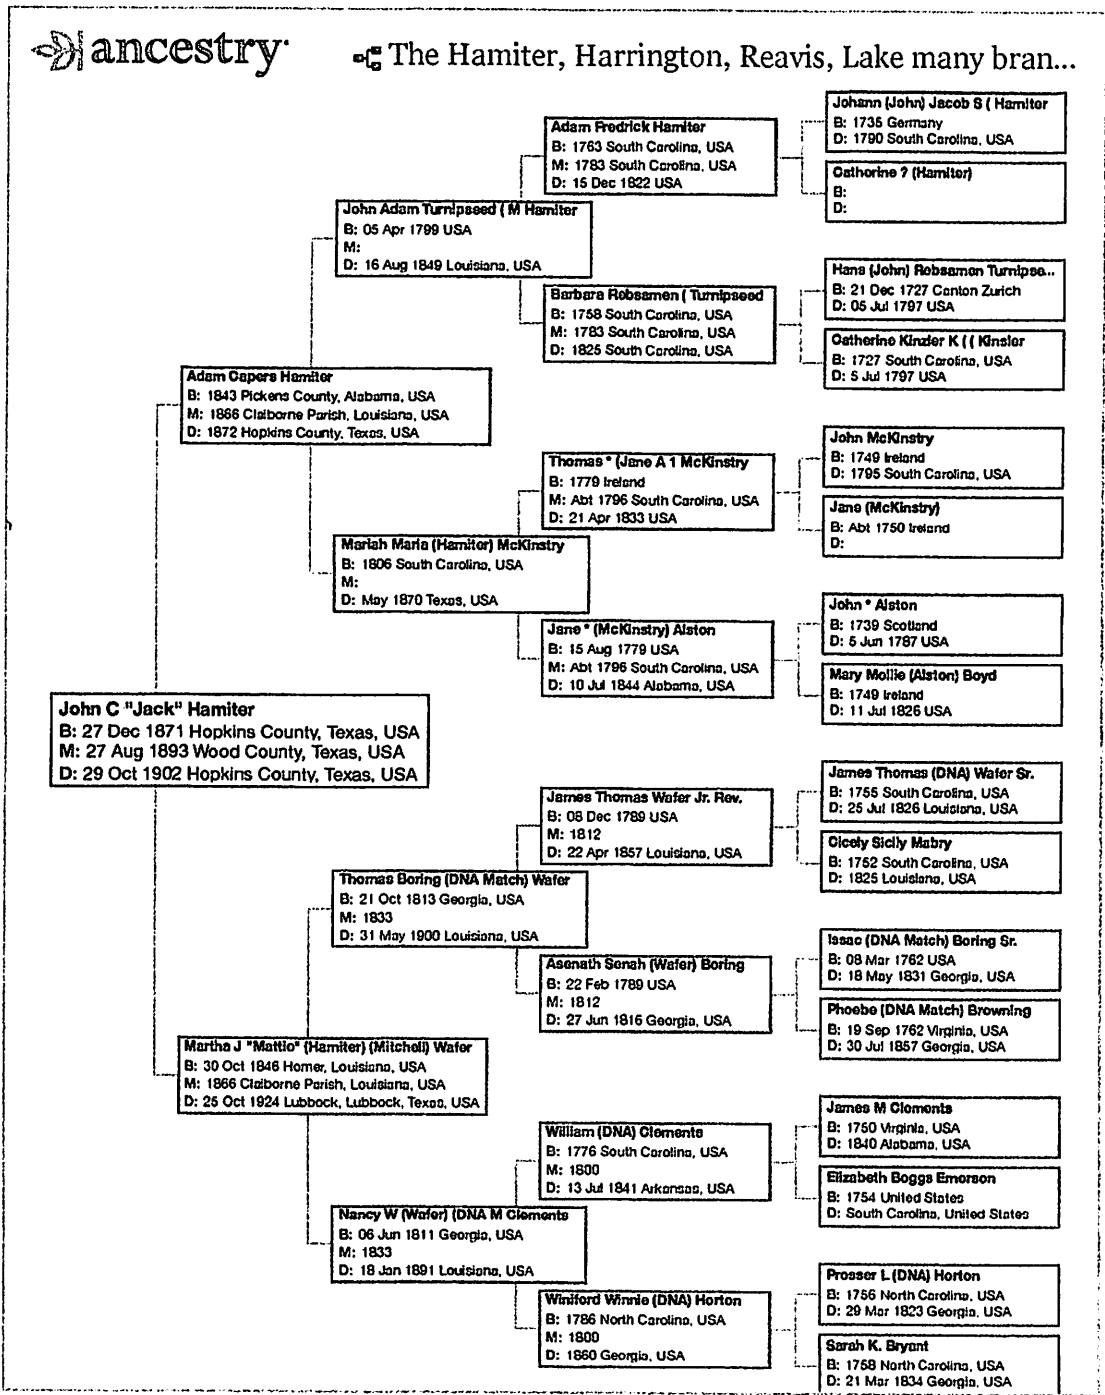 ancestry
The Hamiter, Harrington, Reavis, Lake many bran...
Johann (John) Jacob S ( Hamiter
B: 1735 Germany
D: 1790 South Carolina, USA
Adam Fredrick Hamiter
B: 1763 South Carolina, USA
M: 1783 South Carolina, USA
D: 15 Dec 1822 USA
Catherine ? (Hamiter)
B:
D:
John Adam Turnipseed ( M Hamiter
B: 05 Apr 1799 USA
M:
D: 16 Aug 1849 Louisiana, USA
Hans (John) Robsamen Turnipse...
B: 21 Dec 1727 Canton Zurich
D: 05 Jul 1797 USA
Barbara Robsamen ( Turnipseed
B: 1758 South Carolina, USA
M: 1783 South Carolina, USA
D: 1825 South Carolina, USA
Catherine Kinzler K ( ( Kinsler
B: 1727 South Carolina, USA
D: 5 Jul 1797 USA
Adam Capers Hamiter
B: 1843 Pickens County, Alabama, USA
M: 1866 Claiborne Parish, Louisiana, USA
D: 1872 Hopkins County, Texas, USA
John McKinstry
B: 1749 Ireland
D: 1795 South Carolina, USA
Thomas * (Jane A 1 McKinstry
B: 1779 Ireland
M: Abt 1796 South Carolina, USA
D: 21 Apr 1833 USA
Jane (McKinstry)
B: Abt 1750 Ireland
D:
Mariah Maria (Hamiter) McKinstry
B: 1806 South Carolina, USA
M:
D: May 1870 Texas, USA
John * Alston
B: 1739 Scotland
D: 5 Jun 1787 USA
Jane * (McKinstry) Alston
B: 15 Aug 1779 USA
M: Abt 1796 South Carolina, USA
D: 10 Jul 1844 Alabama, USA
Mary Mollie (Alston) Boyd
B: 1749 Ireland
D: 11 Jul 1826 USA
John C "Jack" Hamiter
B: 27 Dec 1871 Hopkins County, Texas, USA
M: 27 Aug 1893 Wood County, Texas, USA
D: 29 Oct 1902 Hopkins County, Texas, USA
James Thomas (DNA) Wafer Sr.
B: 1755 South Carolina, USA
D: 25 Jul 1826 Louisiana, USA
James Thomas Wafer Jr. Rev.
B: 08 Dec 1789 USA
M: 1812
D: 22 Apr 1857 Louisiana, USA
Cicely Sicily Mabry
B: 1752 South Carolina, USA
D: 1825 Louisiana, USA
Thomas Boring (DNA Match) Wafer
B: 21 Oct 1813 Georgia, USA
M: 1833
D: 31 May 1900 Louisiana, USA
Issac (DNA Match) Boring Sr.
B: 08 Mar 1762 USA
D: 18 May 1831 Georgia, USA
Asenath Senah (Wafer) Boring
B: 22 Feb 1789 USA
M: 1812
D: 27 Jun 1816 Georgia, USA
Phoebe (DNA Match) Browning
B: 19 Sep 1762 Virginia, USA
D: 30 Jul 1857 Georgia, USA
Martha J "Mattie" (Hamiter) (Mitchell) Wafer
B: 30 Oct 1846 Homer, Louisiana, USA
M: 1866 Claiborne Parish, Louisiana, USA
D: 25 Oct 1924 Lubbock, Lubbock, Texas, USA
James M Clements
B: 1750 Virginia, USA
D: 1840 Alabama, USA
William (DNA) Clements
B: 1776 South Carolina, USA
M: 1800
D: 13 Jul 1841 Arkansas, USA
Elizabeth Boggs Emerson
B: 1754 United States
D: South Carolina, United States
Nancy W (Wafer) (DNA M Clements
B: 06 Jun 1811 Georgia, USA
M: 1833
D: 18 Jan 1891 Louisiana, USA
Prosser L (DNA) Horton
B: 1756 North Carolina, USA
D: 29 Mar 1823 Georgia, USA
Winiford Winnie (DNA) Horton
B: 1786 North Carolina, USA
M: 1800
D: 1860 Georgia, USA
Sarah K. Bryant
B: 1758 North Carolina, USA
D: 21 Mar 1834 Georgia, USA